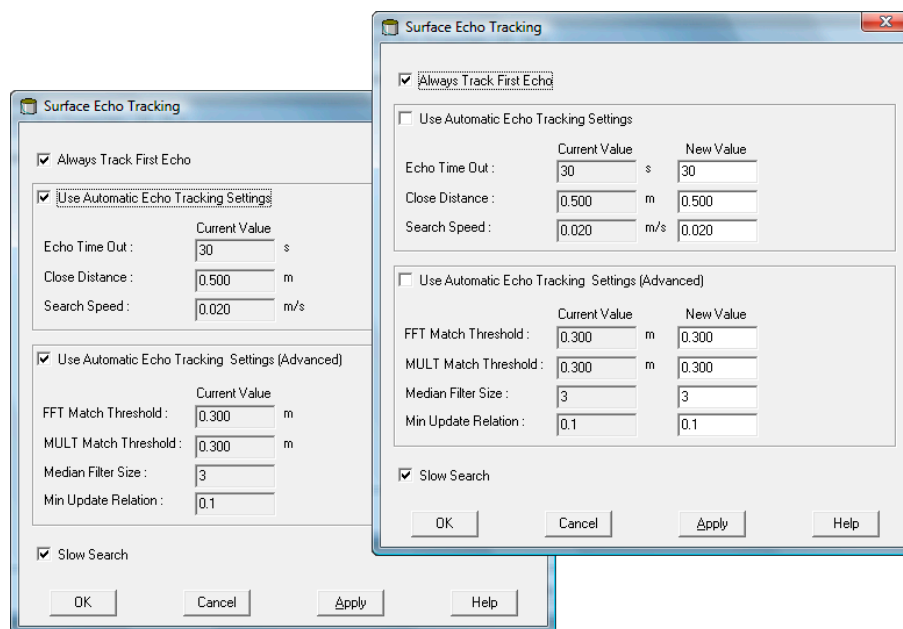 Surface Echo Tracking
Always Track First Echo
Use Automatic Echo Tracking Settings
Current Value
Echo Time Out : 30 s
Close Distance : 0.500 m
Search Speed : 0.020 m/s
Use Automatic Echo Tracking Settings (Advanced)
Current Value
FFT Match Threshold : 0.300 m
MULT Match Threshold : 0.300 m
Median Filter Size : 3
Min Update Relation : 0.1
Slow Search
OK Cancel Apply Help
Surface Echo Tracking
Always Track First Echo
Use Automatic Echo Tracking Settings
Current Value New Value
Echo Time Out : 30 s 30
Close Distance : 0.500 m 0.500
Search Speed : 0.020 m/s 0.020
Use Automatic Echo Tracking Settings (Advanced)
Current Value New Value
FFT Match Threshold : 0.300 m 0.300
MULT Match Threshold : 0.300 m 0.300
Median Filter Size : 3 3
Min Update Relation : 0.1 0.1
Slow Search
OK Cancel Apply Help